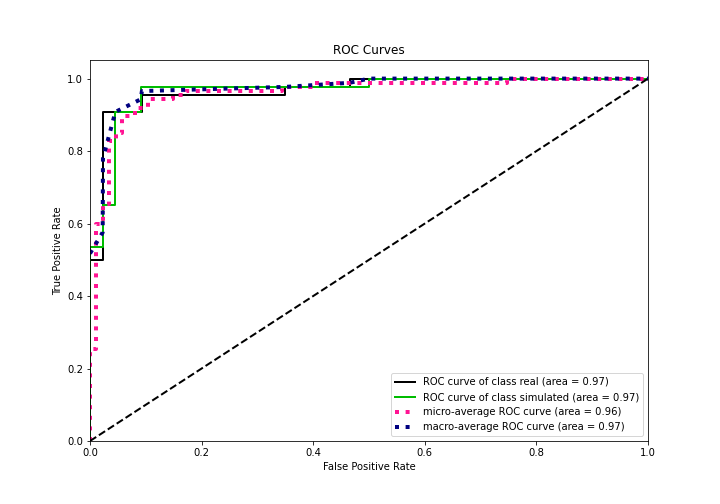 ROC Curves
1.0
0.8
0.6
0.4
0.2
0.0
True Positive Rate
0.0 0.2 0.4 0.6 0.8 1.0
False Positive Rate
ROC curve of class real (area = 0.97)
ROC curve of class simulated (area = 0.97)
micro-average ROC curve (area = 0.96)
macro-average ROC curve (area = 0.97)